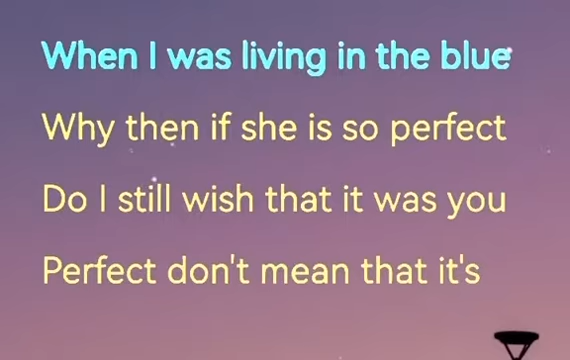 When I was living in the blue
Why then if she is so perfect
Do I still wish that it was you
Perfect don't mean that it's